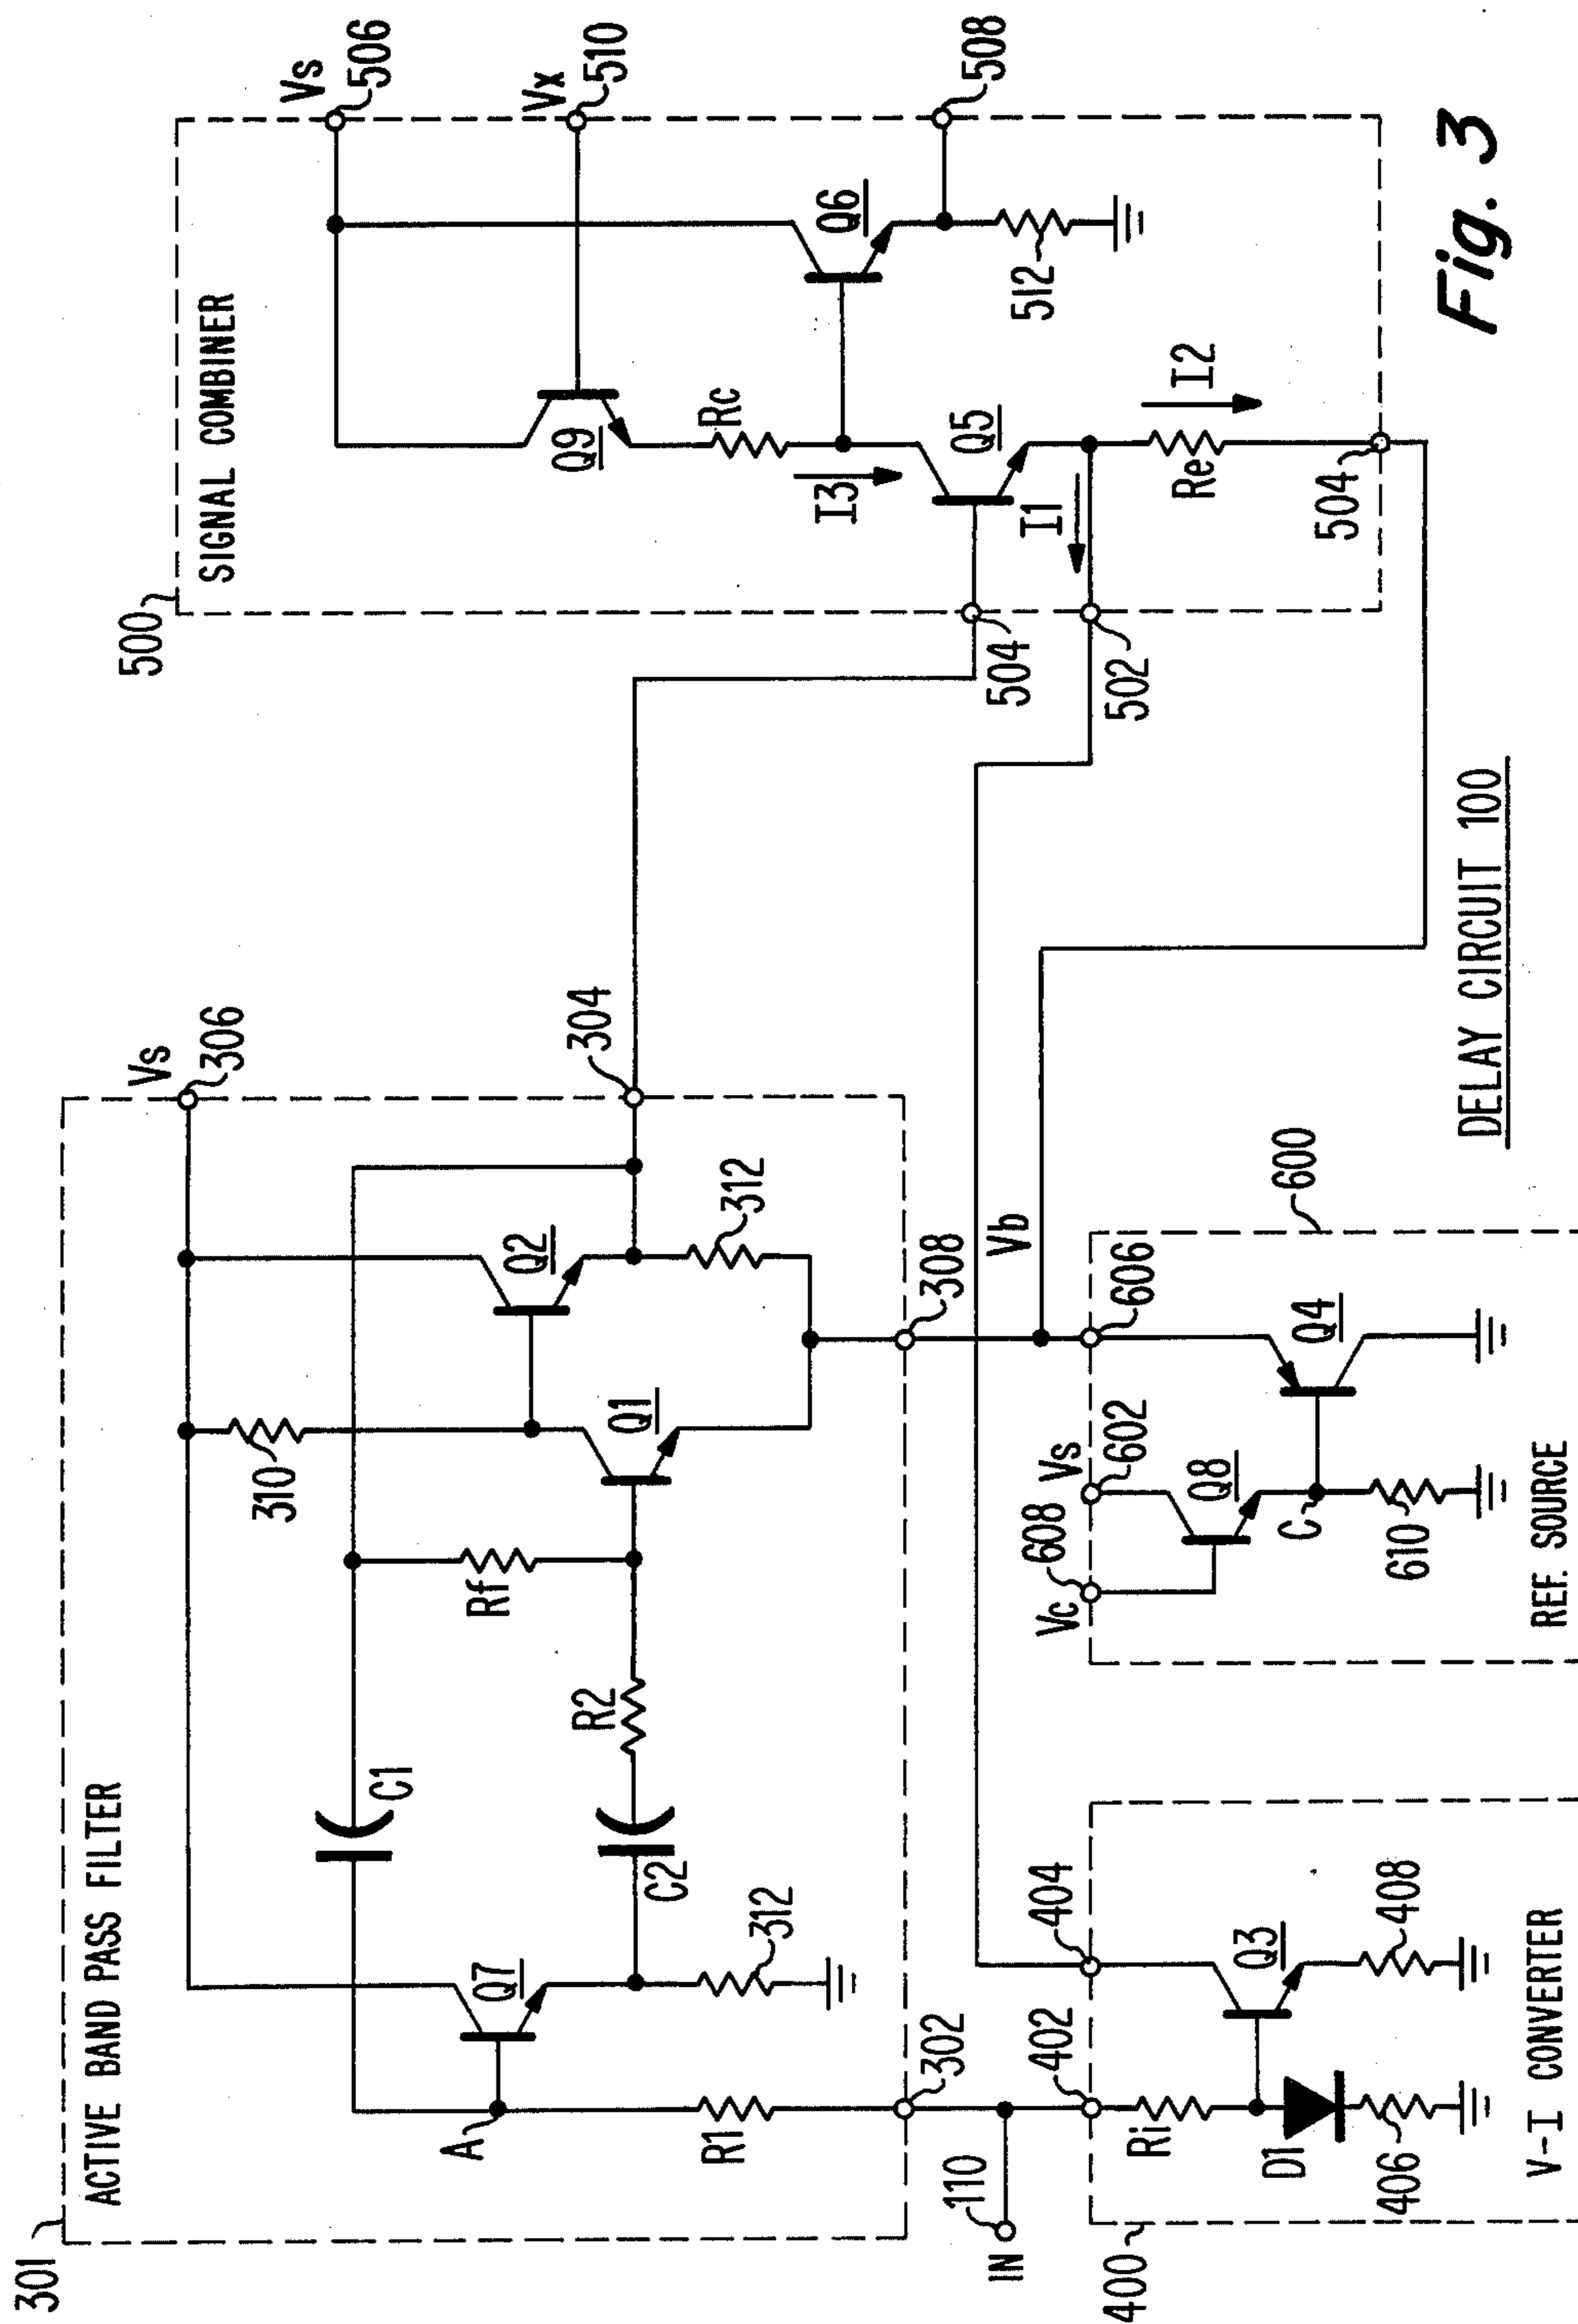 301
ACTIVE BAND PASS FILTER
Vs
306
310
C1
Rf
Q2
Q7
Q1
304
R2
C2
312
312
A
R1
302
308
Vb
110
IN
400
402
404
Ri
D1
406
Q3
408
V-I CONVERTER
Vc
608
Vs
602
606
600
Q8
C
610
Q4
REF. SOURCE
500
SIGNAL COMBINER
Vs
506
Vx
510
508
Q9
Rc
Q6
512
I3
Q5
504
I1
502
I2
Re
504
DELAY CIRCUIT 100
Fig. 3